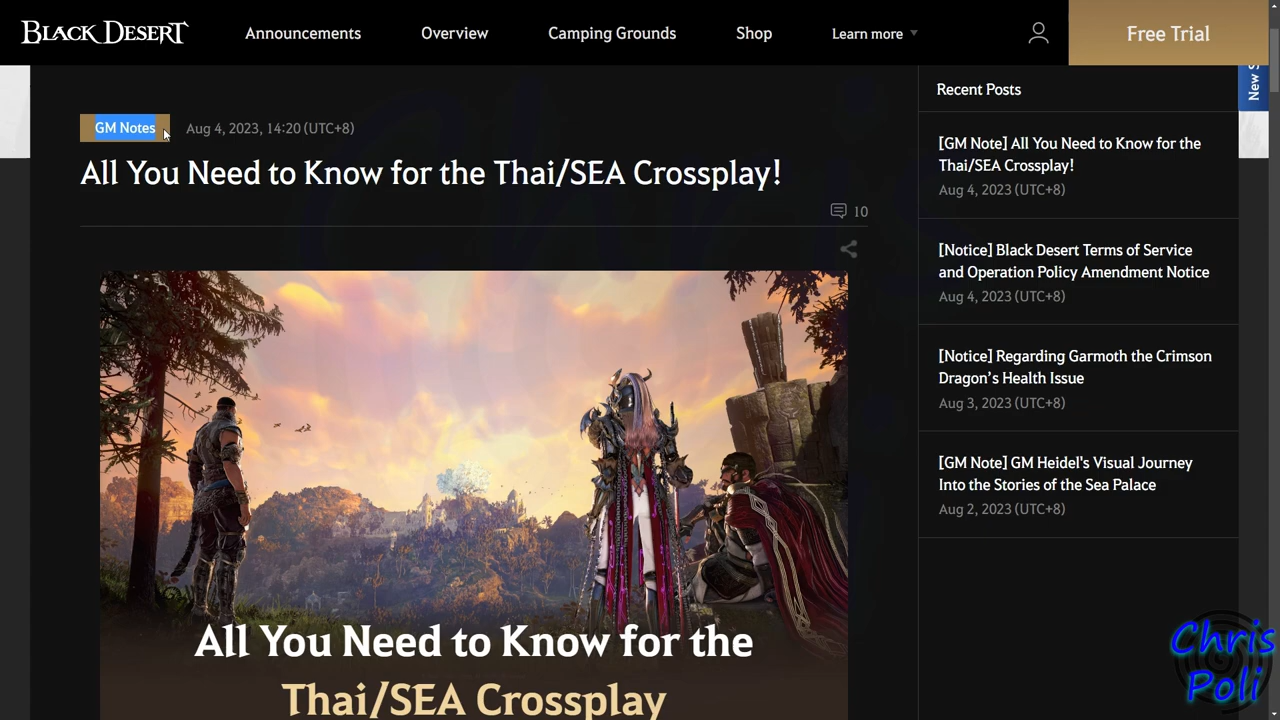 BLACK DESERT
Announcements
Overview
Camping Grounds
Shop
Learn more
Free Trial
GM Notes
Aug 4, 2023, 14:20 (UTC+8)
All You Need to Know for the Thai/SEA Crossplay!
10
All You Need to Know for the
Thai/SEA Crossplay
Recent Posts
[GM Note] All You Need to Know for the
Thai/SEA Crossplay!
Aug 4, 2023 (UTC+8)
[Notice] Black Desert Terms of Service
and Operation Policy Amendment Notice
Aug 4, 2023 (UTC+8)
[Notice] Regarding Garmoth the Crimson
Dragon’s Health Issue
Aug 3, 2023 (UTC+8)
[GM Note] GM Heidel's Visual Journey
Into the Stories of the Sea Palace
Aug 2, 2023 (UTC+8)
New
Chris
Poli